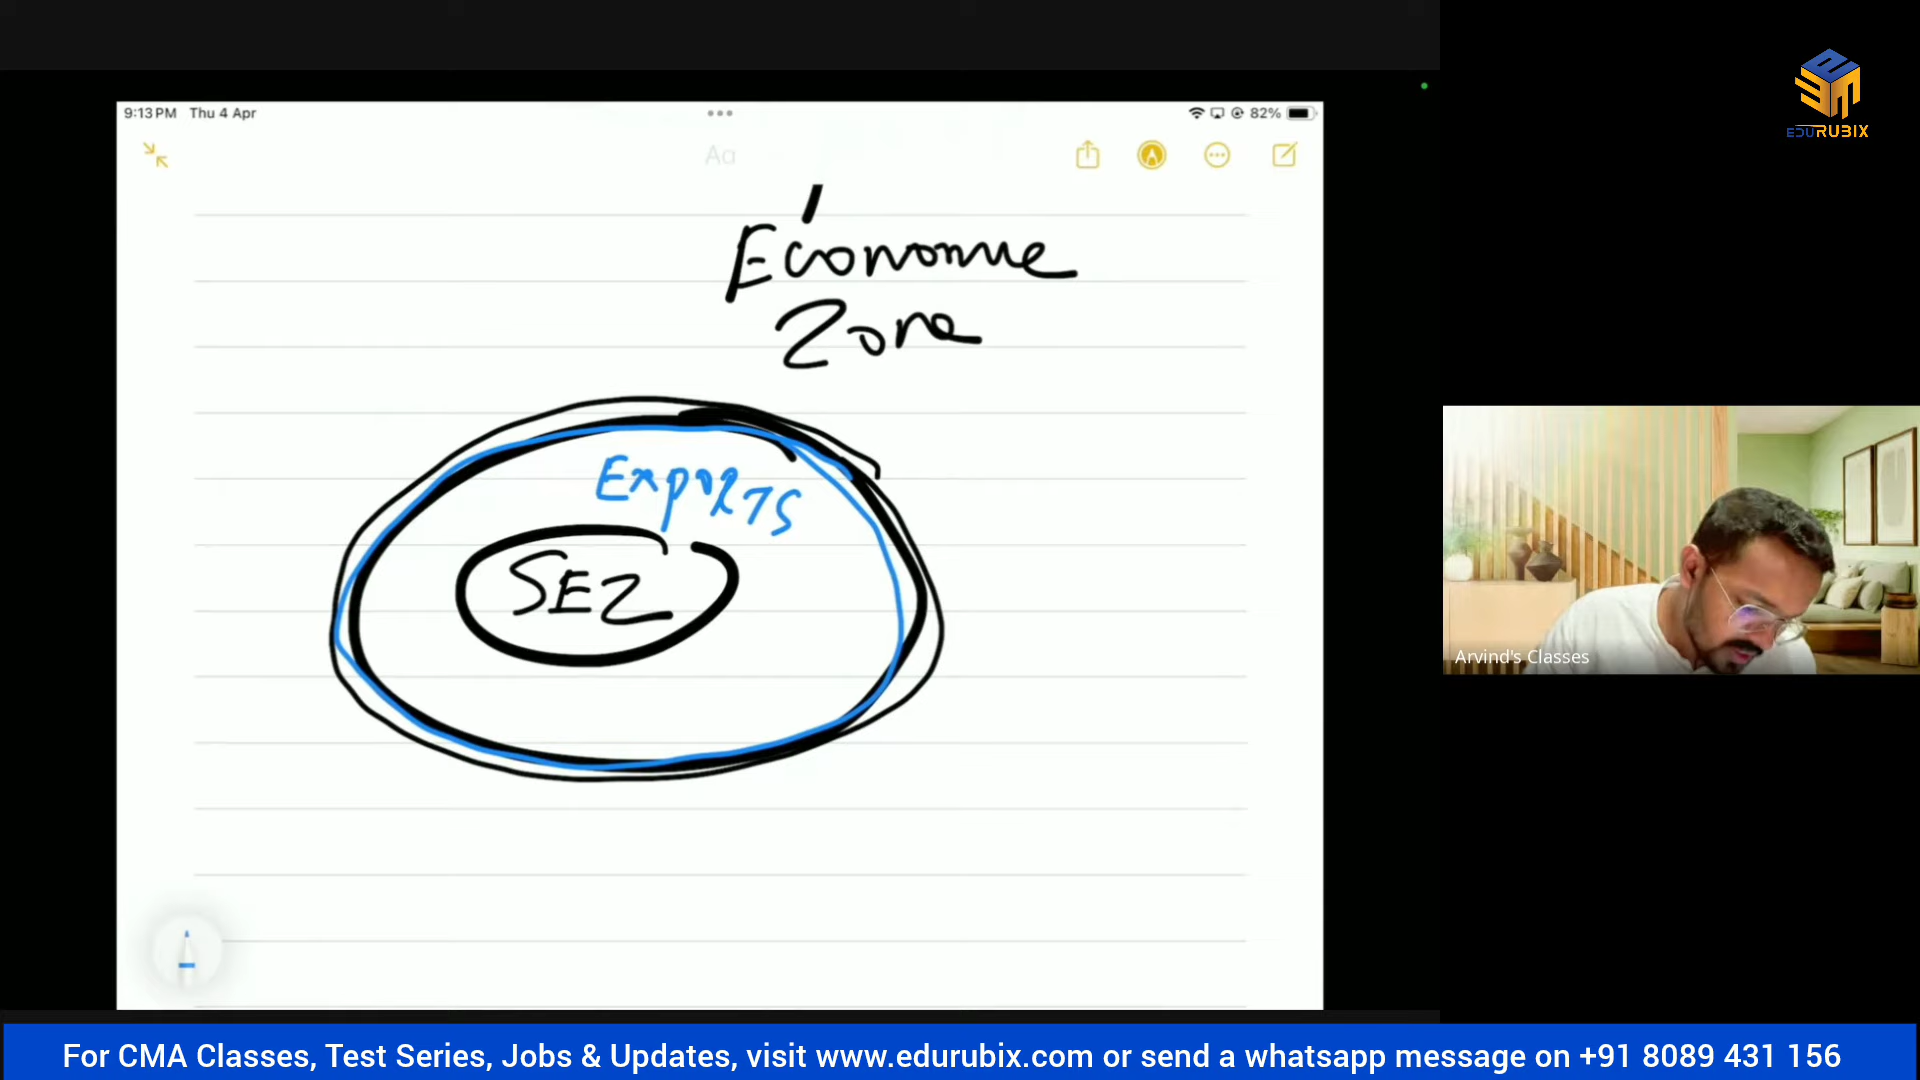 9:13 PM Thu 4 Apr
82%
Aa
Economic
Zone
Exports
SEZ
EDURUBIX
Arvind's Classes
For CMA Classes, Test Series, Jobs & Updates, visit www.edurubix.com or send a whatsapp message on +91 8089 431 156